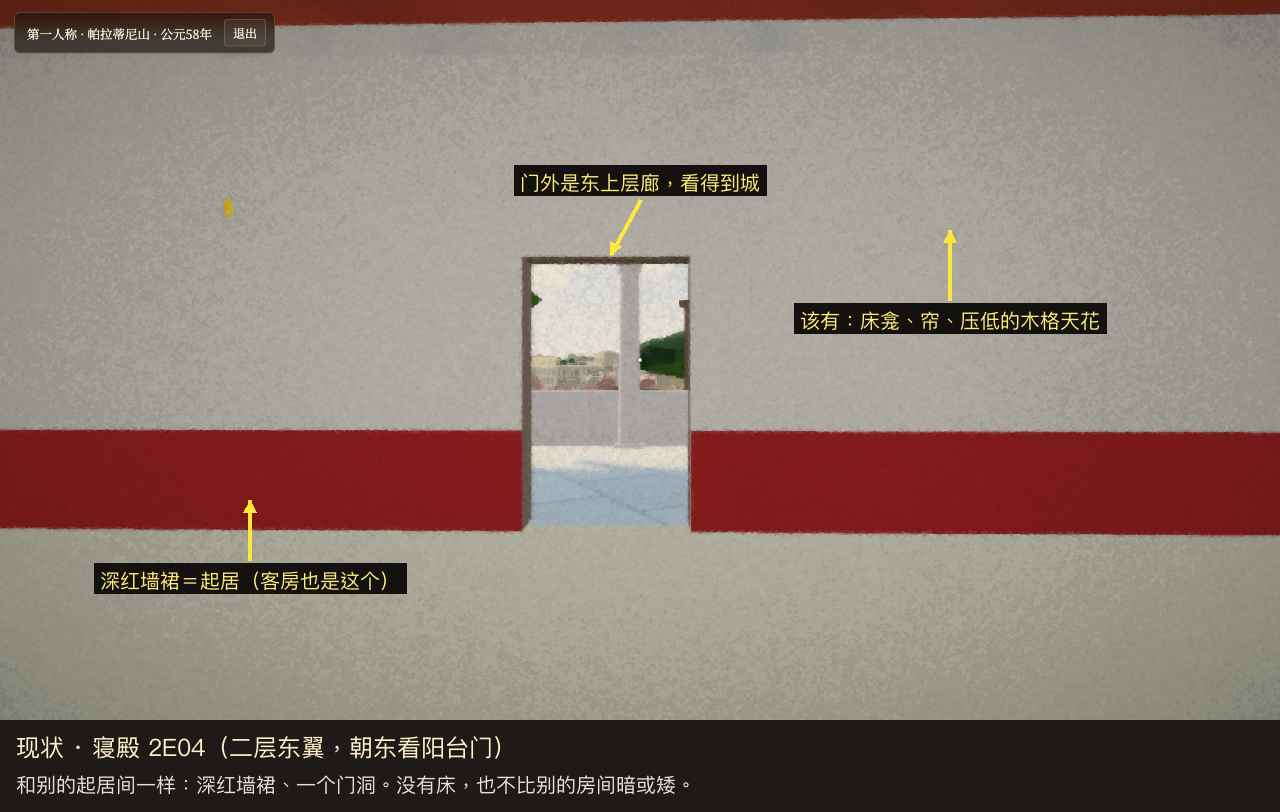 第一人称 · 帕拉蒂尼山 · 公元58年 退出
门外是东上层廊，看得到城
该有：床龛、帘、压低的木格天花
深红墙裙＝起居（客房也是这个）
现状 · 寝殿 2E04（二层东翼，朝东看阳台门）
和别的起居间一样：深红墙裙、一个门洞。没有床，也不比别的房间暗或矮。